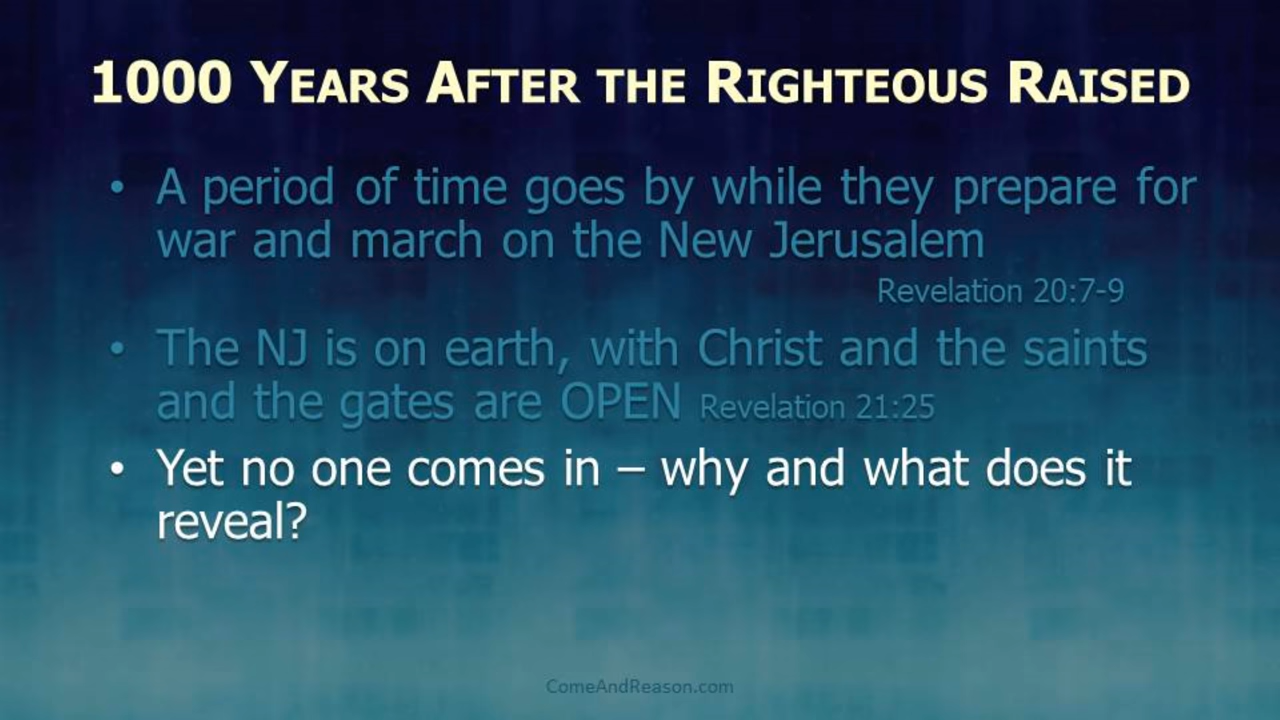 1000 YEARS AFTER THE RIGHTEOUS RAISED
• A period of time goes by while they prepare for
war and march on the New Jerusalem
Revelation 20:7-9
• The NJ is on earth, with Christ and the saints
and the gates are OPEN Revelation 21:25
• Yet no one comes in – why and what does it
reveal?
ComeAndReason.com